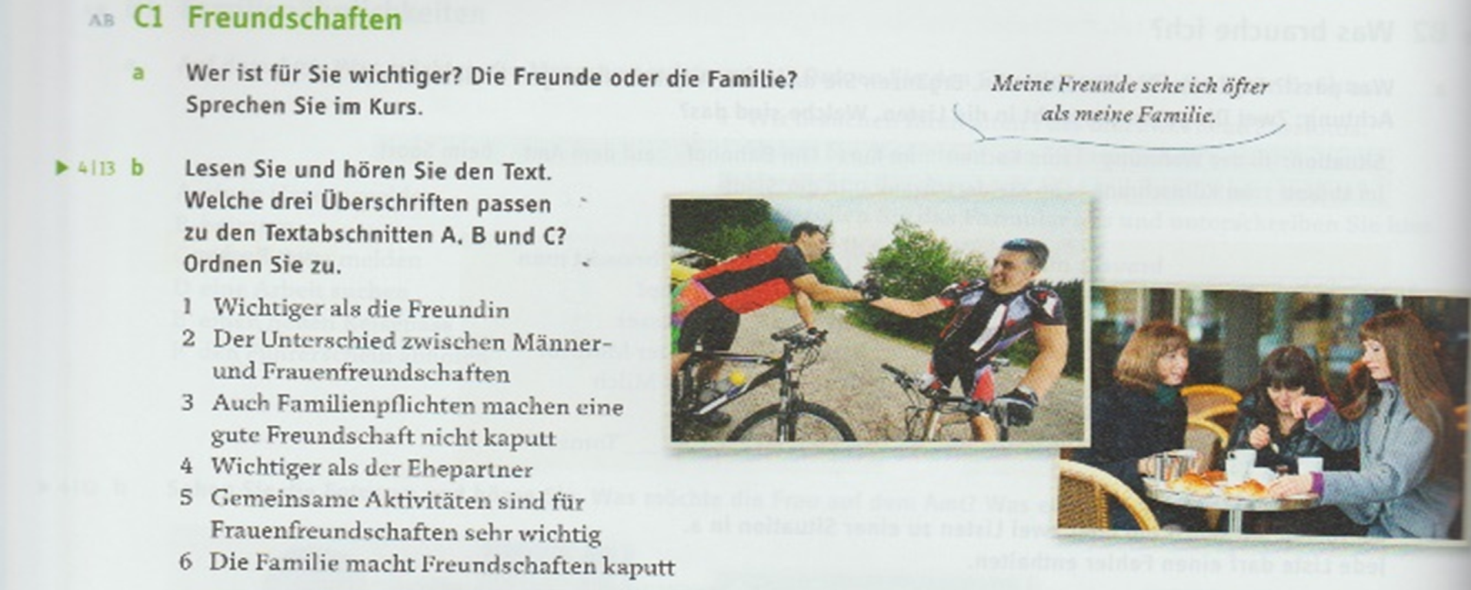 AB C1 Freundschaften
a Wer ist für Sie wichtiger? Die Freunde oder die Familie?
Sprechen Sie im Kurs.
Meine Freunde sehe ich öfter
als meine Familie.
▶ 4|13 b Lesen Sie und hören Sie den Text.
Welche drei Überschriften passen
zu den Textabschnitten A, B und C?
Ordnen Sie zu.
1 Wichtiger als die Freundin
2 Der Unterschied zwischen Männer-
und Frauenfreundschaften
3 Auch Familienpflichten machen eine
gute Freundschaft nicht kaputt
4 Wichtiger als der Ehepartner
5 Gemeinsame Aktivitäten sind für
Frauenfreundschaften sehr wichtig
6 Die Familie macht Freundschaften kaputt